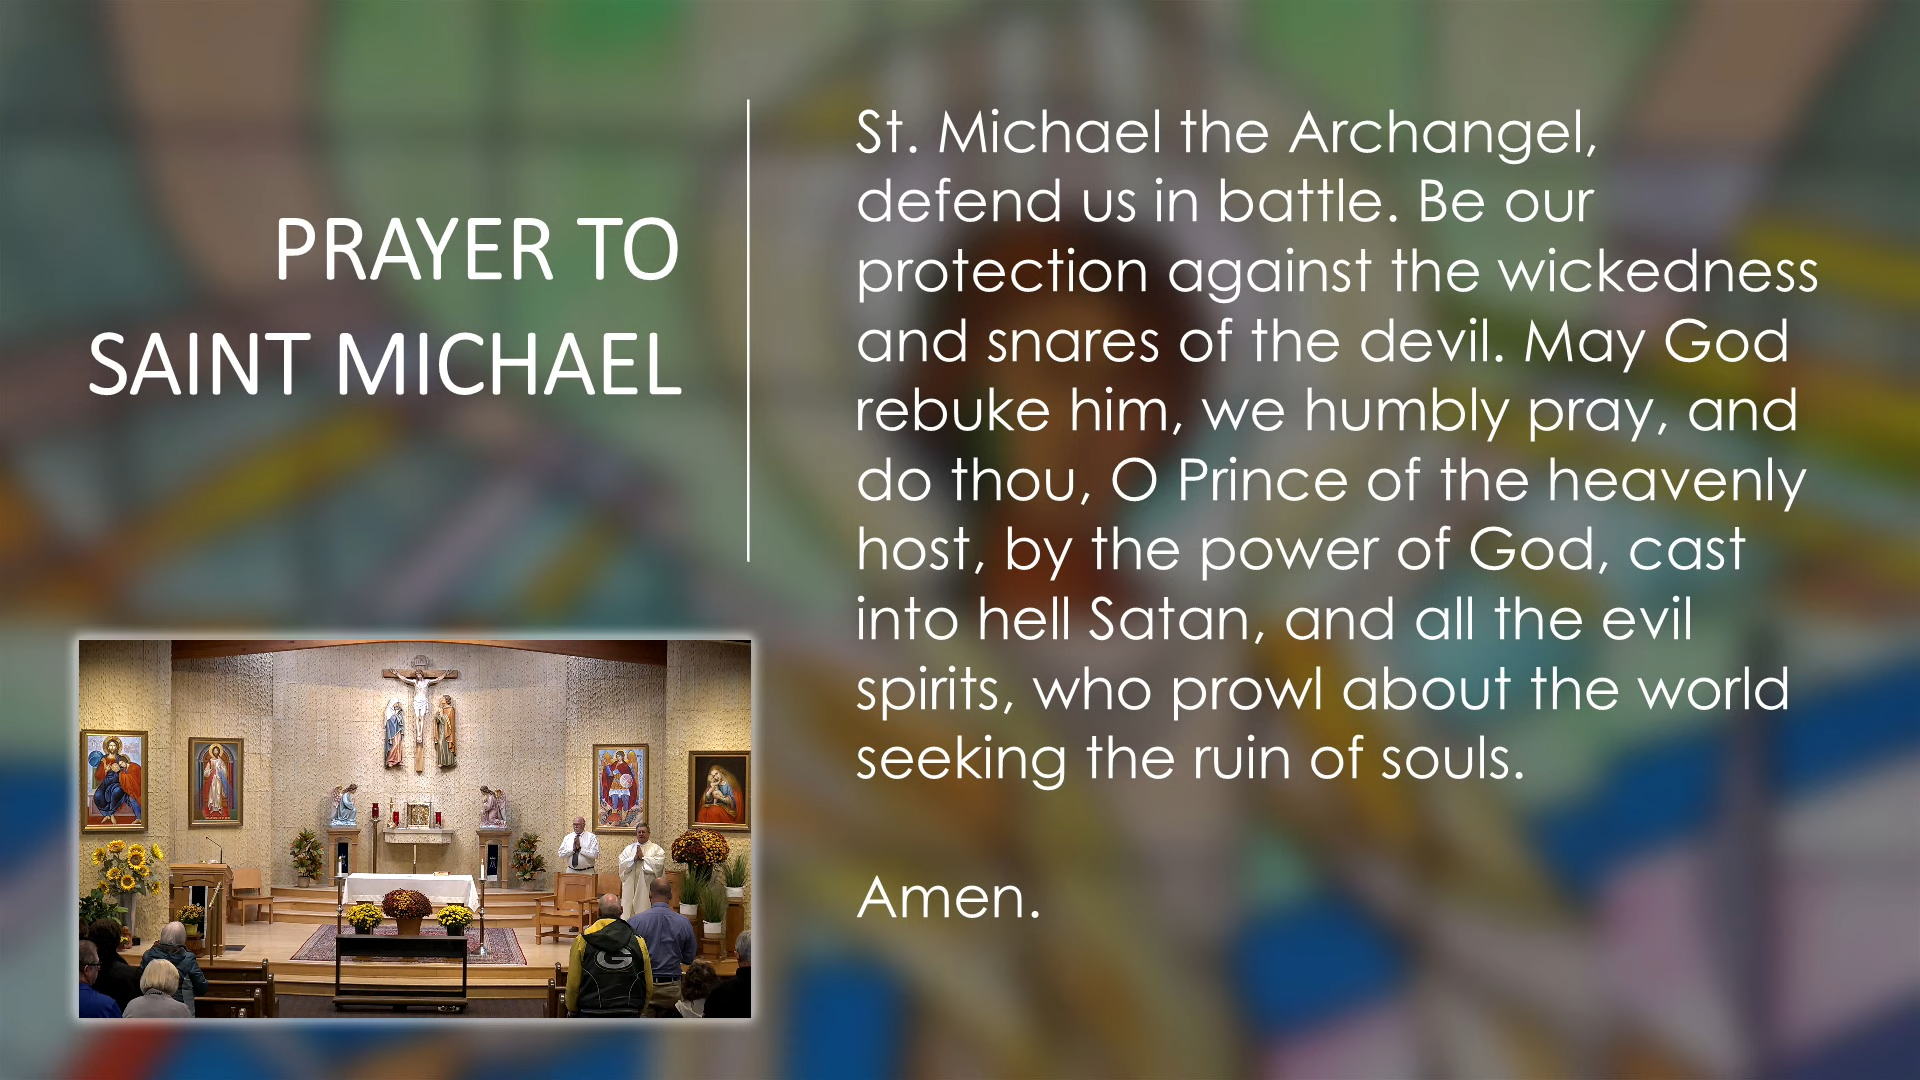 PRAYER TO
SAINT MICHAEL
St. Michael the Archangel,
defend us in battle. Be our
protection against the wickedness
and snares of the devil. May God
rebuke him, we humbly pray, and
do thou, O Prince of the heavenly
host, by the power of God, cast
into hell Satan, and all the evil
spirits, who prowl about the world
seeking the ruin of souls.
Amen.
G